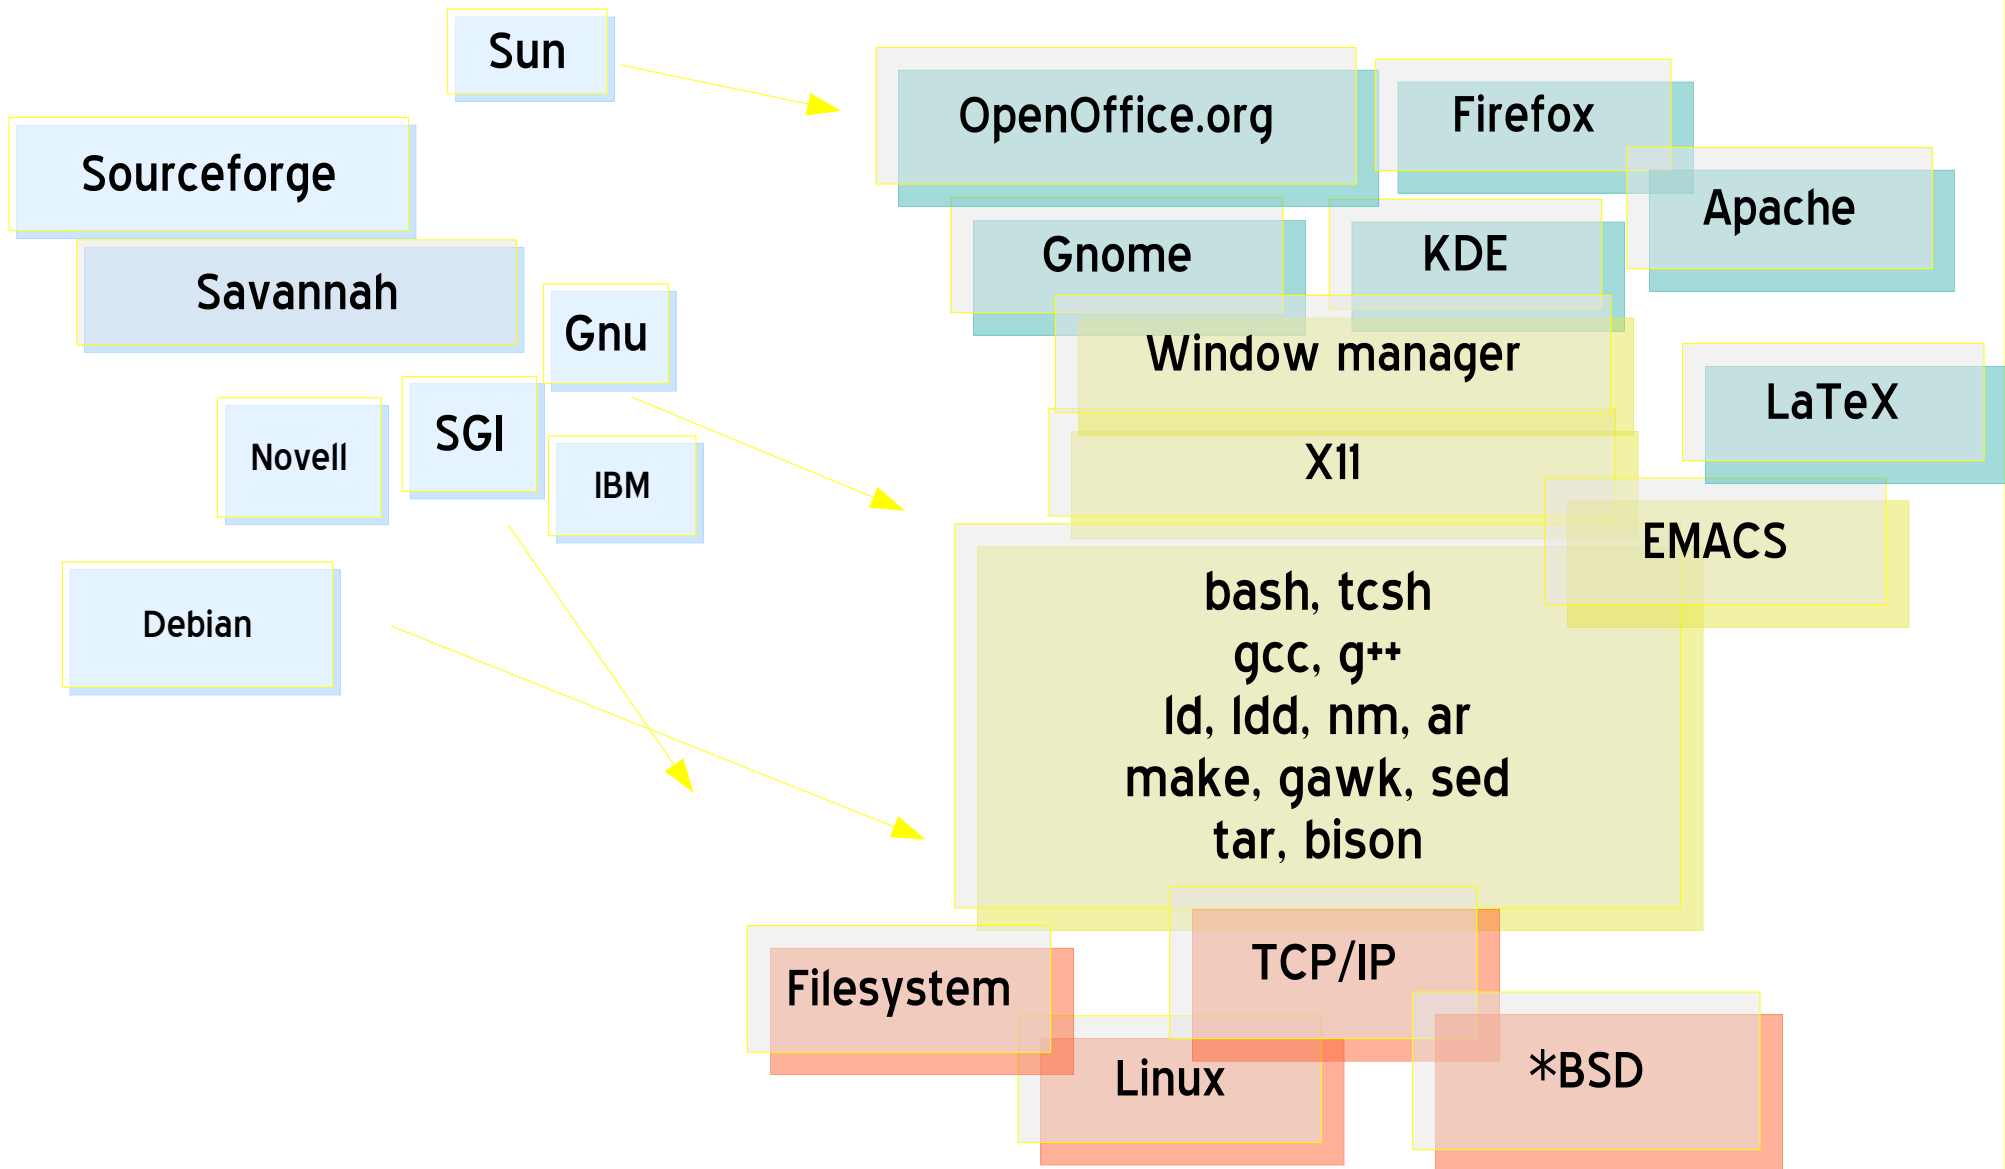 Sun
OpenOffice.org
Firefox
Sourceforge
Apache
Gnome
KDE
Savannah
Gnu
Window manager
LaTeX
SGI
Novell
X11
IBM
EMACS
bash, tcsh
Debian
gcc, g++
ld, ldd, nm, ar
make, gawk, sed
tar, bison
TCP/IP
Filesystem
Linux
*BSD